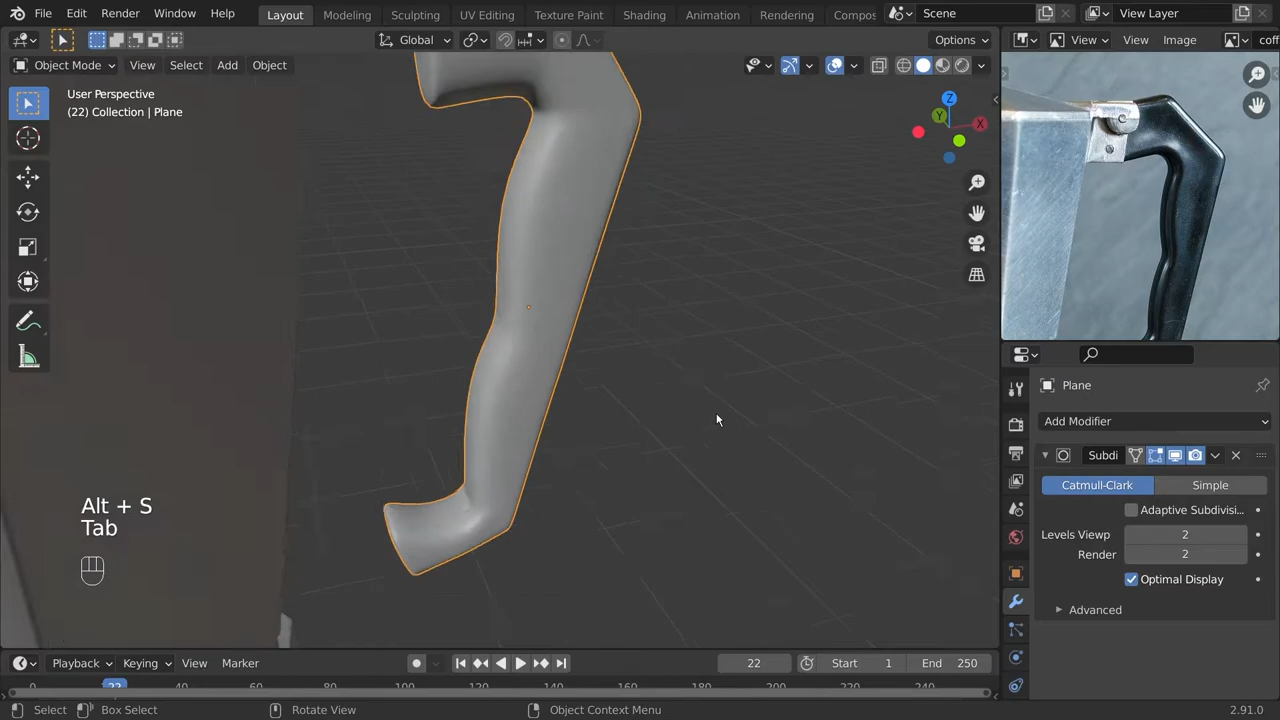 File Edit Render Window Help Layout Modeling Sculpting UV Editing Texture Paint Shading Animation Rendering Compos Scene View Layer
Global Options View View Image coff
Object Mode View Select Add Object
User Perspective
(22) Collection | Plane
Z
Y
X
Plane
Add Modifier
Subdi
Catmull-Clark Simple
Adaptive Subdivisi...
Levels Viewp 2
Render 2
Optimal Display
Advanced
Alt + S
Tab
Playback Keying View Marker 22 Start 1 End 250
0 22 40 60 80 100 120 140 160 180 200 220 240
Select Box Select Rotate View Object Context Menu 2.91.0